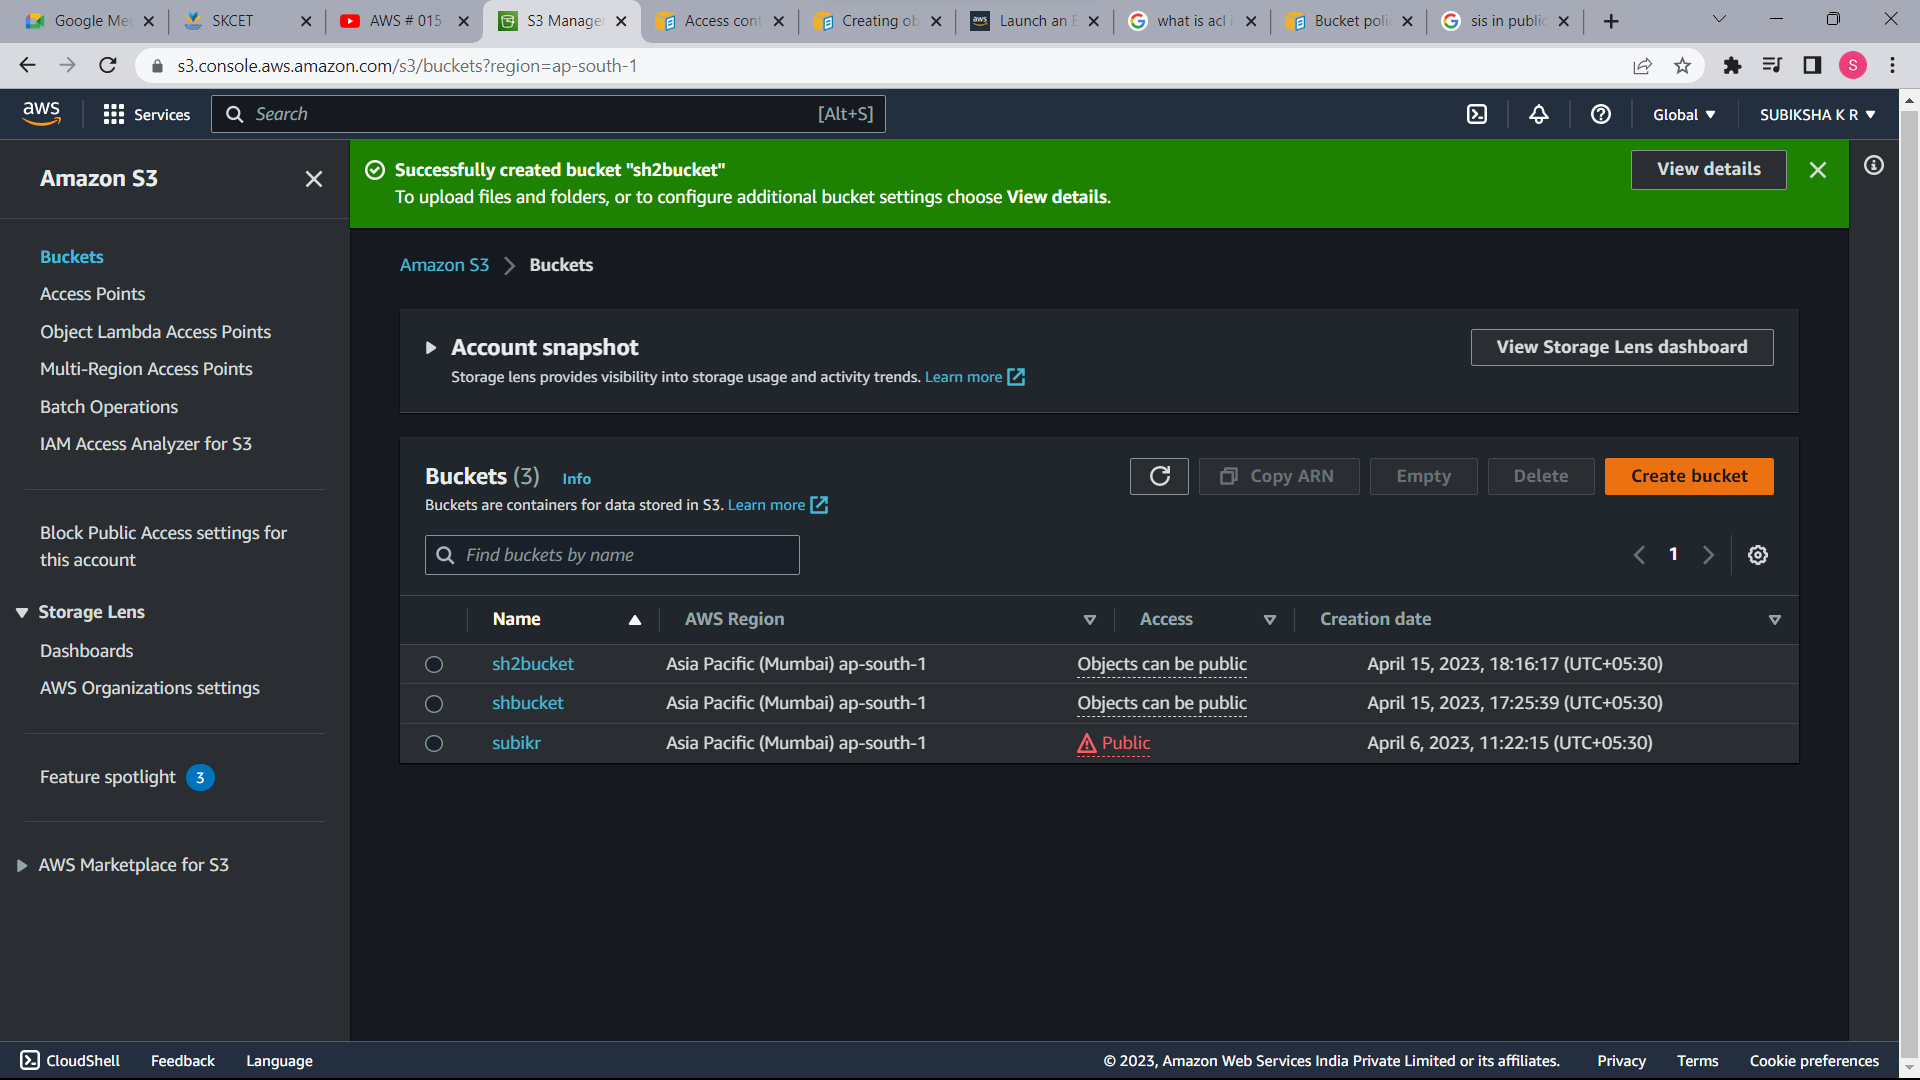 Google Me
SKCET
AWS # 015
S3 Manage
Access cont
Creating ob
Launch an E
what is acl i
Bucket poli
sis in public
s3.console.aws.amazon.com/s3/buckets?region=ap-south-1
S
aws
Services
Search
[Alt+S]
Global
SUBIKSHA K R
Amazon S3
Buckets
Access Points
Object Lambda Access Points
Multi-Region Access Points
Batch Operations
IAM Access Analyzer for S3
Block Public Access settings for
this account
Storage Lens
Dashboards
AWS Organizations settings
Feature spotlight 3
AWS Marketplace for S3
Successfully created bucket "sh2bucket"
To upload files and folders, or to configure additional bucket settings choose View details.
View details
Amazon S3 Buckets
Account snapshot
Storage lens provides visibility into storage usage and activity trends. Learn more
View Storage Lens dashboard
Buckets (3) Info
Buckets are containers for data stored in S3. Learn more
Copy ARN
Empty
Delete
Create bucket
Find buckets by name
1
Name AWS Region Access Creation date
sh2bucket Asia Pacific (Mumbai) ap-south-1 Objects can be public April 15, 2023, 18:16:17 (UTC+05:30)
shbucket Asia Pacific (Mumbai) ap-south-1 Objects can be public April 15, 2023, 17:25:39 (UTC+05:30)
subikr Asia Pacific (Mumbai) ap-south-1 Public April 6, 2023, 11:22:15 (UTC+05:30)
CloudShell Feedback Language © 2023, Amazon Web Services India Private Limited or its affiliates. Privacy Terms Cookie preferences